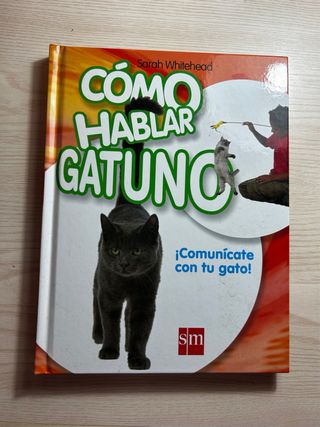 Sarah Whitehead
CÓMO
HABLAR
GATUNO
¡Comunícate
con tu gato!
sm